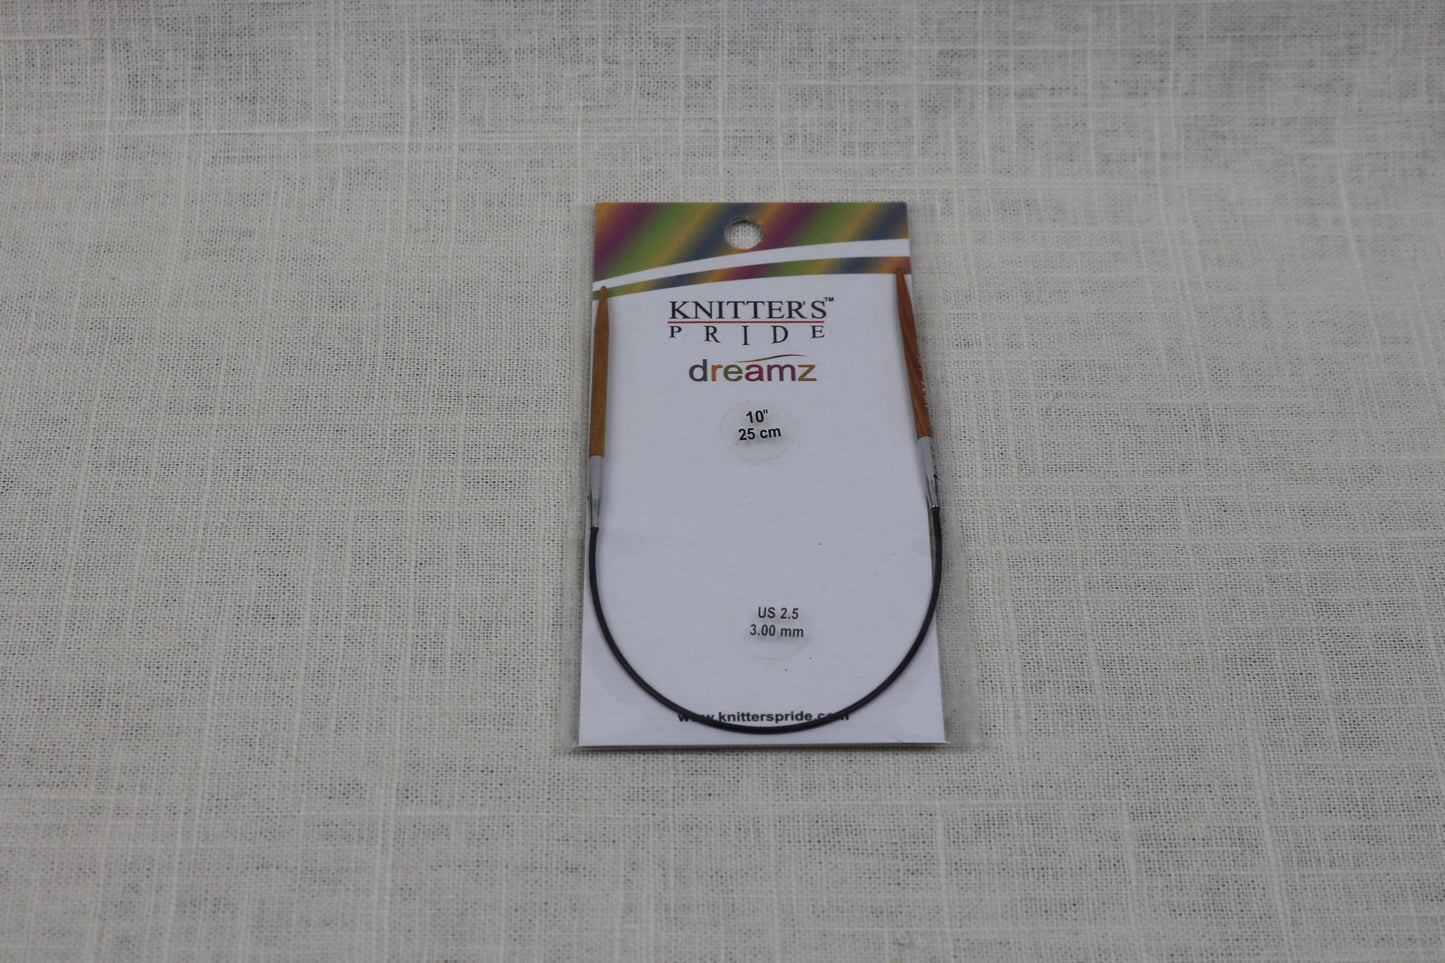 KNITTER'S™
PRIDE
dreamz
10"
25 cm
US 2.5
3.00 mm
www.knitterspride.com